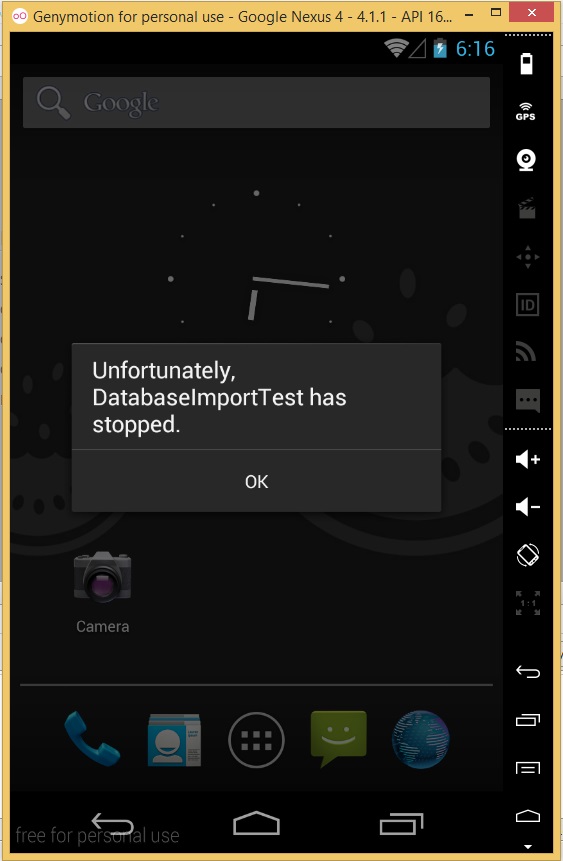 Genymotion for personal use - Google Nexus 4 - 4.1.1 - API 16...
6:16
GPS
Google
ID
Unfortunately,
DatabaseImportTest has
stopped.
OK
1:1
Camera
free for personal use